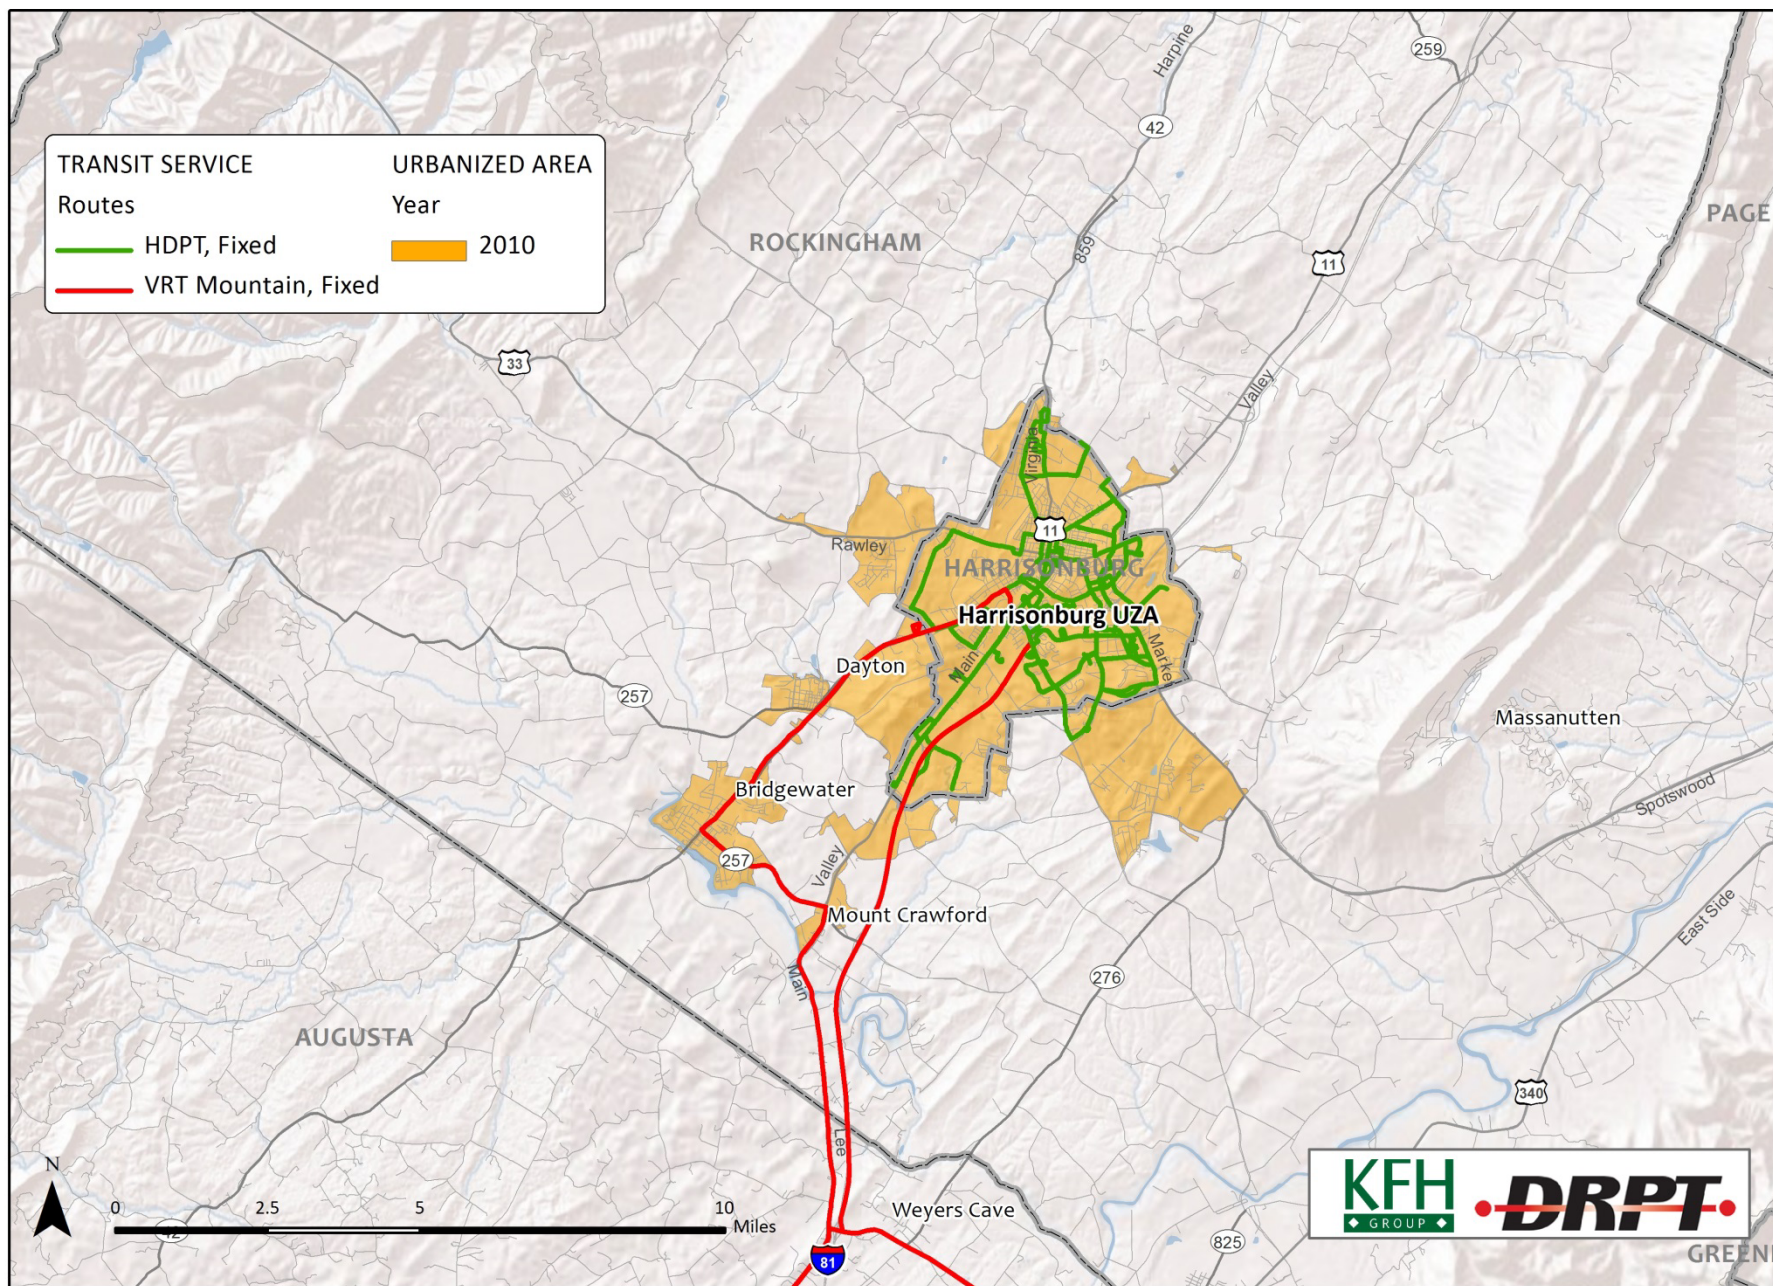 Harpine
259
42
TRANSIT SERVICE
URBANIZED AREA
Routes
Year
HDPT, Fixed
2010
VRT Mountain, Fixed
PAGE
ROCKINGHAM
859
11
33
Valley
Virginia
11
Rawley
HARRISONBURG
Harrisonburg UZA
Main
Marke
Dayton
257
Massanutten
Bridgewater
Spotswood
257
Valley
Mount Crawford
East Side
Main
276
AUGUSTA
340
Lee
N
0
2.5
5
10
Miles
42
Weyers Cave
81
825
KFH
GROUP
DRPT
GREEN